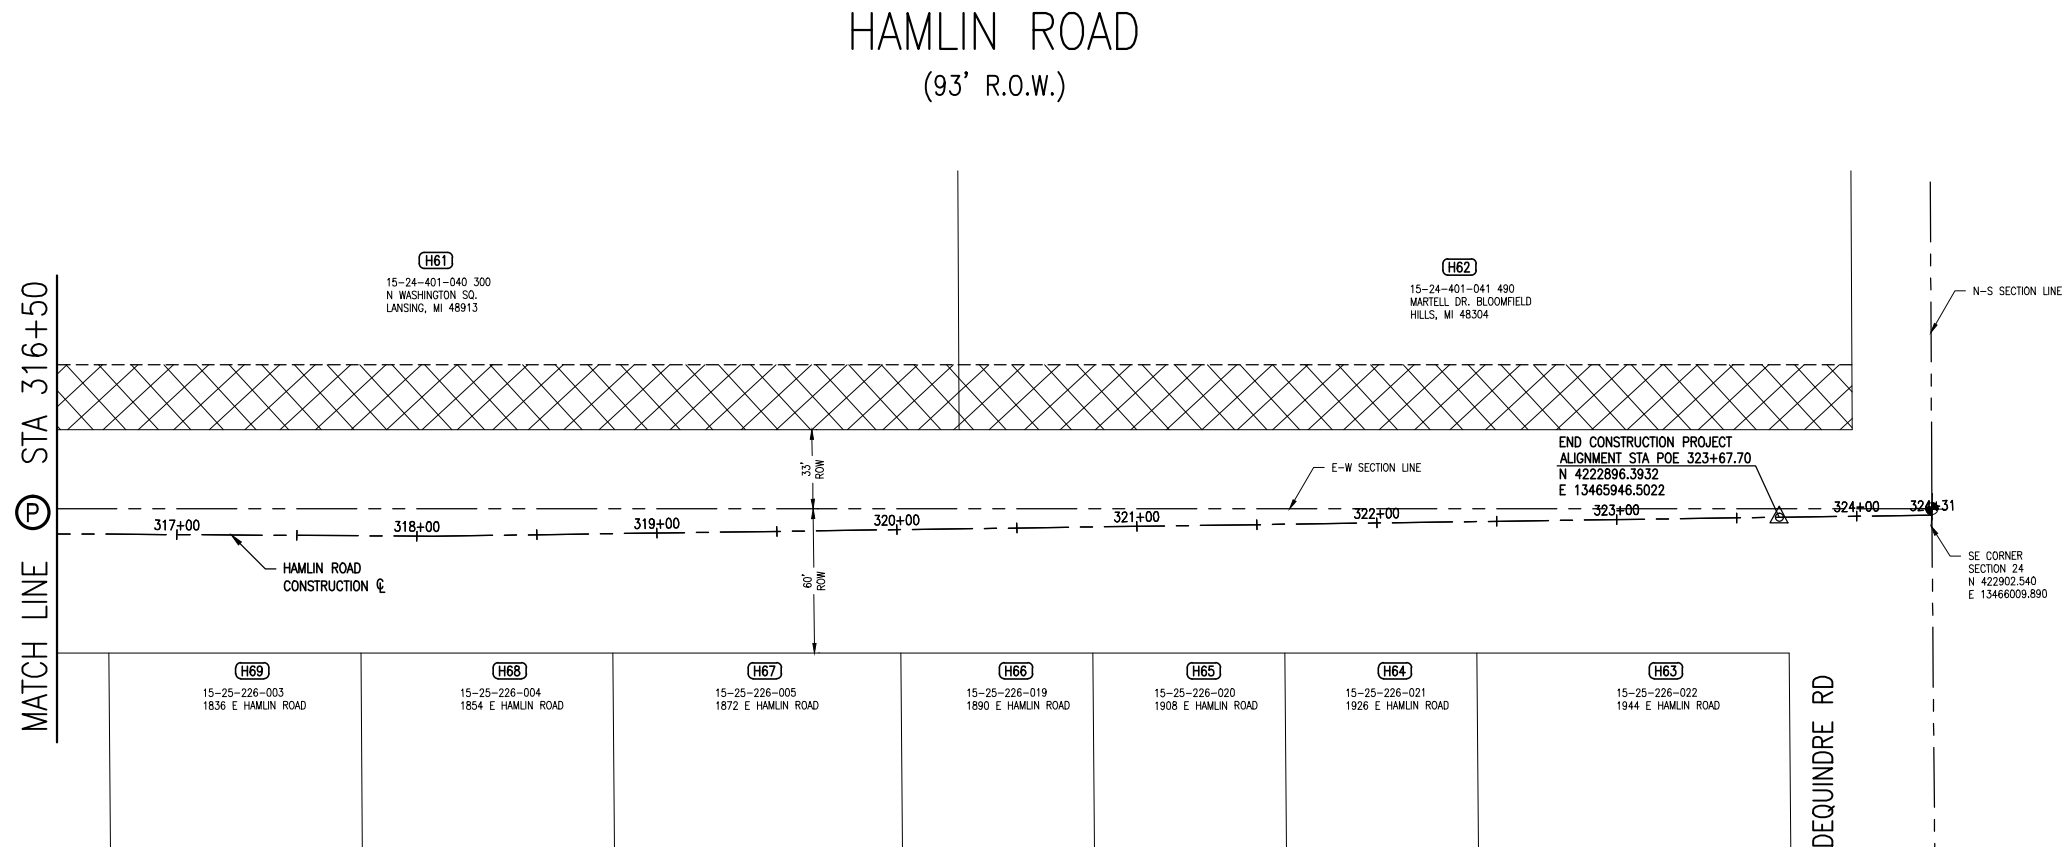 HAMLIN ROAD
(93' R.O.W.)
H61
15-24-401-040 300
N WASHINGTON SQ.
LANSING, MI 48913
H62
15-24-401-041 490
MARTELL DR. BLOOMFIELD
HILLS, MI 48304
N-S SECTION LINE
MATCH LINE P STA 316+50
33'
ROW
E-W SECTION LINE
END CONSTRUCTION PROJECT
ALIGNMENT STA POE 323+67.70
N 4222896.3932
E 13465946.5022
317+00
318+00
319+00
320+00
321+00
322+00
323+00
324+00
324+31
HAMLIN ROAD
CONSTRUCTION ℄
60'
ROW
SE CORNER
SECTION 24
N 422902.540
E 13466009.890
H69
15-25-226-003
1836 E HAMLIN ROAD
H68
15-25-226-004
1854 E HAMLIN ROAD
H67
15-25-226-005
1872 E HAMLIN ROAD
H66
15-25-226-019
1890 E HAMLIN ROAD
H65
15-25-226-020
1908 E HAMLIN ROAD
H64
15-25-226-021
1926 E HAMLIN ROAD
H63
15-25-226-022
1944 E HAMLIN ROAD
DEQUINDRE RD